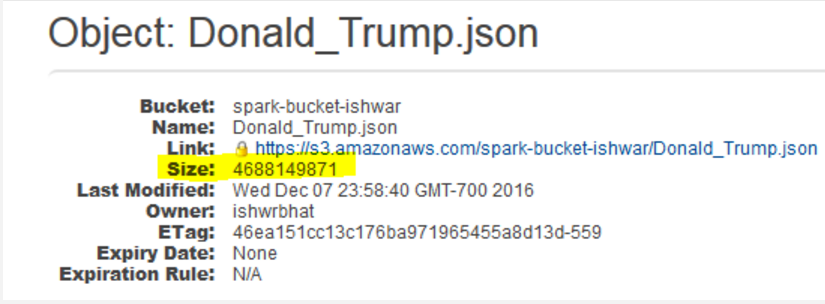 Object: Donald_Trump.json
Bucket: spark-bucket-ishwar
Name: Donald_Trump.json
Link: https://s3.amazonaws.com/spark-bucket-ishwar/Donald_Trump.json
Size: 4688149871
Last Modified: Wed Dec 07 23:58:40 GMT-700 2016
Owner: ishwrbhat
ETag: 46ea151cc13c176ba971965455a8d13d-559
Expiry Date: None
Expiration Rule: N/A